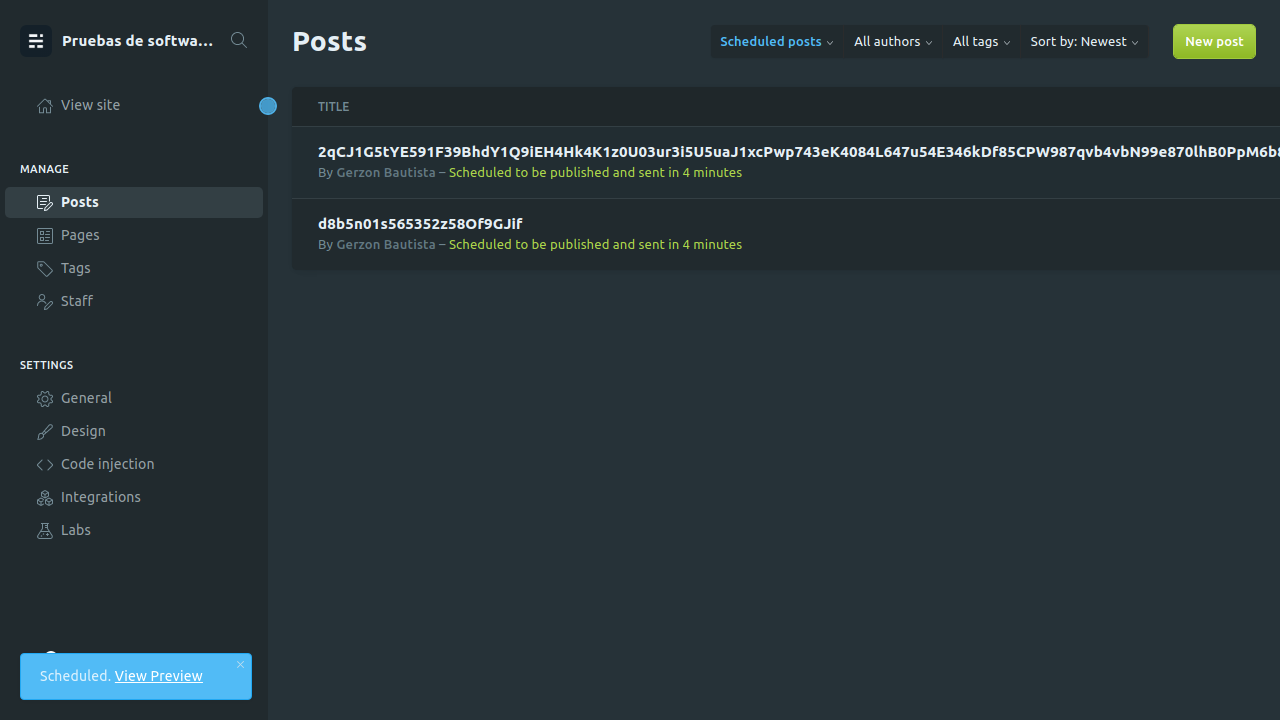 Pruebas de softwa...
View site
MANAGE
Posts
Pages
Tags
Staff
SETTINGS
General
Design
Code injection
Integrations
Labs
Scheduled. View Preview
Posts
Scheduled posts
All authors
All tags
Sort by: Newest
New post
TITLE
2qCJ1G5tYE591F39BhdY1Q9iEH4Hk4K1z0U03ur3i5U5uaJ1xcPwp743eK4084L647u54E346kDf85CPW987qvb4vbN99e870lhB0PpM6b8
By Gerzon Bautista – Scheduled to be published and sent in 4 minutes
d8b5n01s565352z58Of9GJif
By Gerzon Bautista – Scheduled to be published and sent in 4 minutes